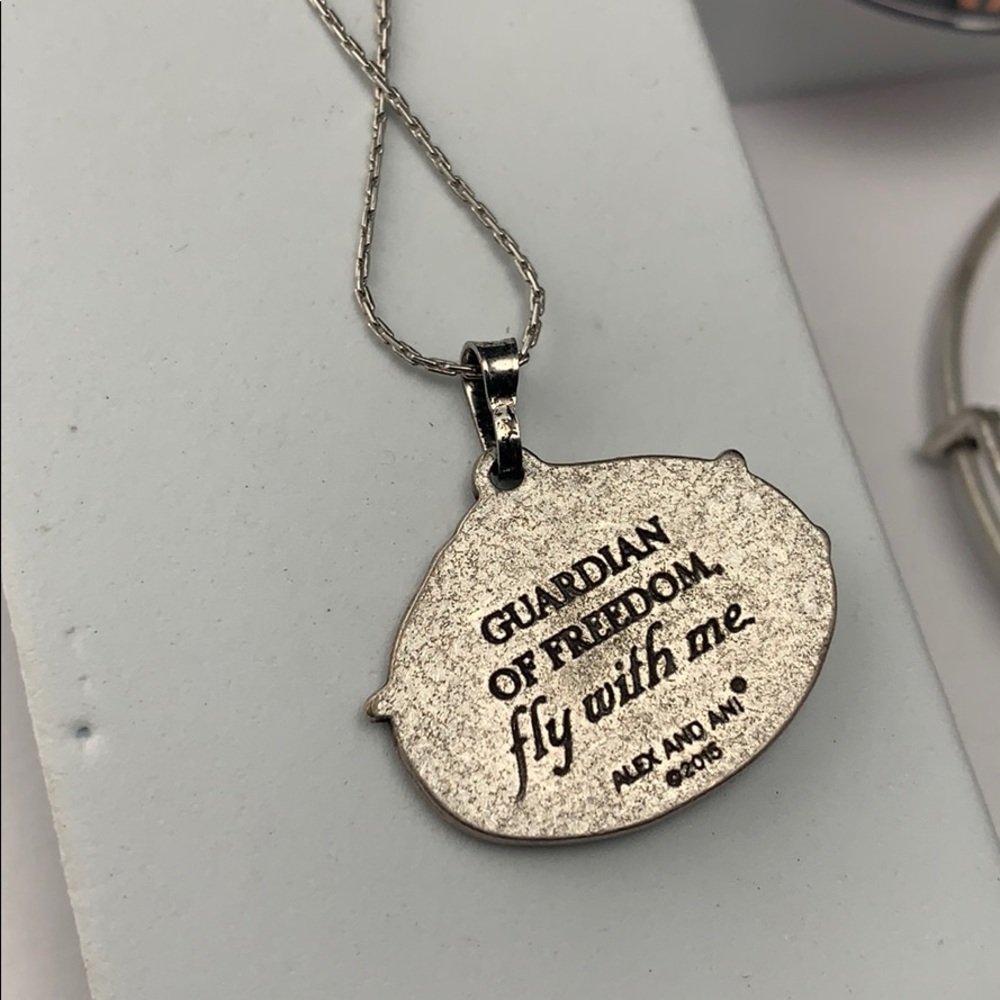 GUARDIAN
OF FREEDOM,
fly with me
ALEX AND ANI®
©2015